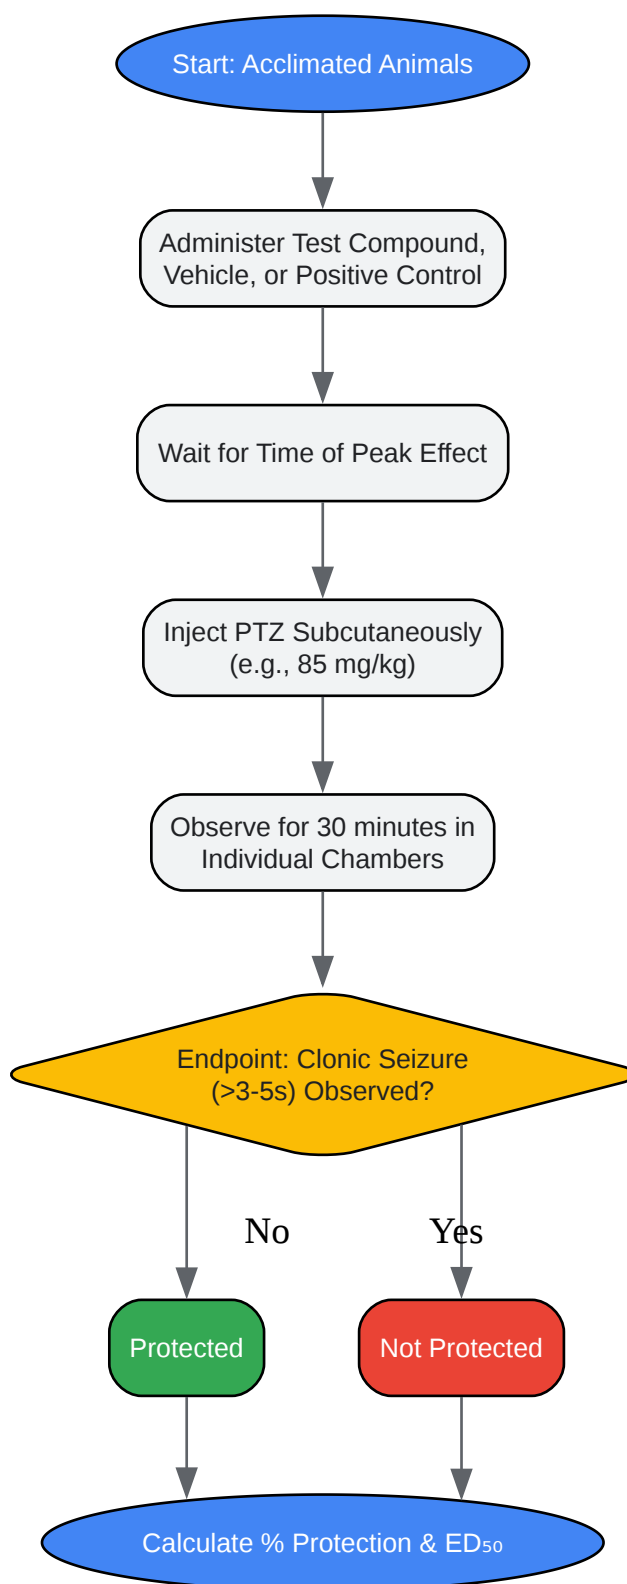 Start: Acclimated Animals
Administer Test Compound,
Vehicle, or Positive Control
Wait for Time of Peak Effect
Inject PTZ Subcutaneously
(e.g., 85 mg/kg)
Observe for 30 minutes in
Individual Chambers
Endpoint: Clonic Seizure
(>3-5s) Observed?
No
Yes
Protected
Not Protected
Calculate % Protection & ED₅₀